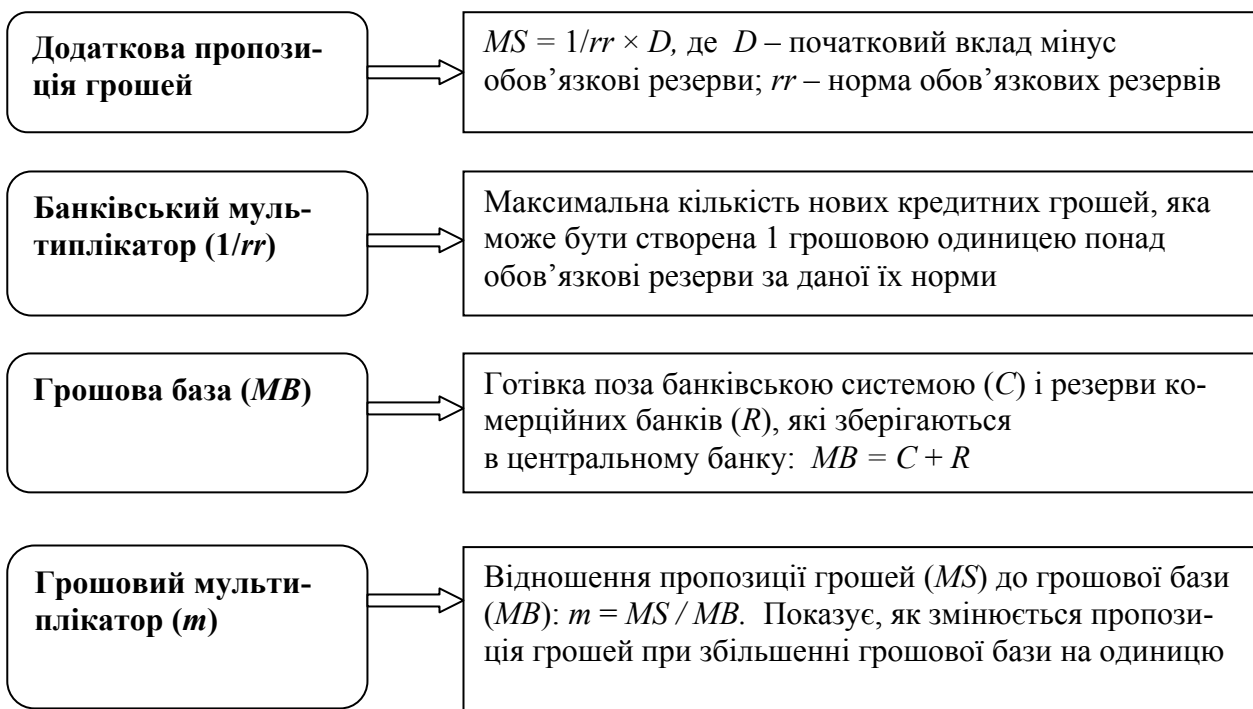 Додаткова пропози-
ція грошей
MS = 1/rr × D, де D – початковий вклад мінус
обов’язкові резерви; rr – норма обов’язкових резервів
Банківський муль-
типлікатор (1/rr)
Максимальна кількість нових кредитних грошей, яка
може бути створена 1 грошовою одиницею понад
обов’язкові резерви за даної їх норми
Грошова база (MB)
Готівка поза банківською системою (C) і резерви ко-
мерційних банків (R), які зберігаються
в центральному банку: MB = C + R
Грошовий мульти-
плікатор (m)
Відношення пропозиції грошей (MS) до грошової бази
(MB): m = MS / MB. Показує, як змінюється пропози-
ція грошей при збільшенні грошової бази на одиницю